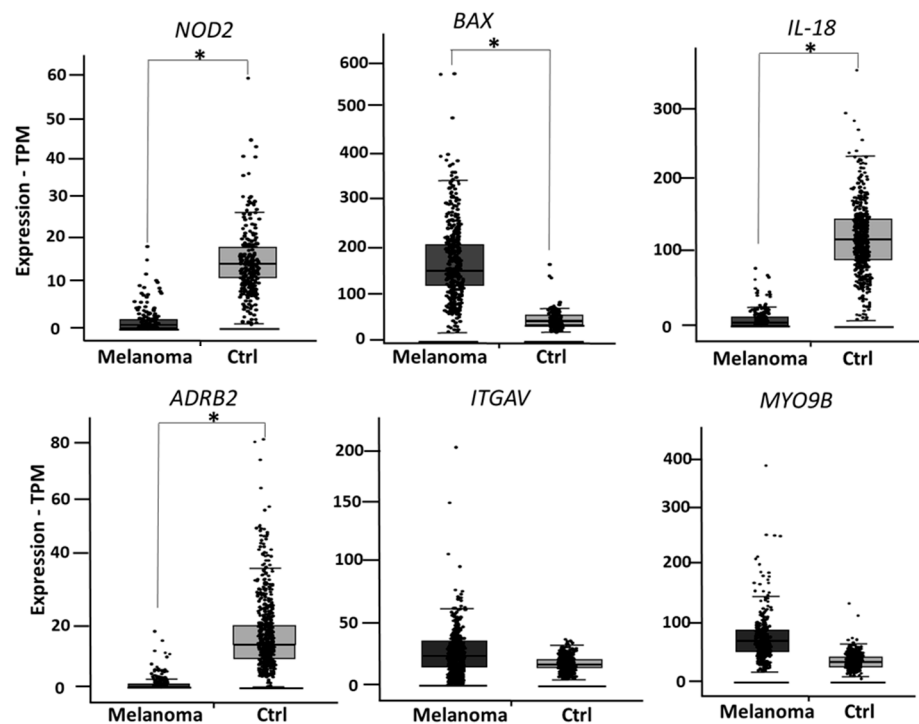 NOD2
BAX
IL-18
*
*
*
Expression - TPM
60
50
40
30
20
10
0
600
500
400
300
200
100
0
300
200
100
0
Melanoma Ctrl
Melanoma Ctrl
Melanoma Ctrl
ADRB2
ITGAV
MYO9B
*
Expression - TPM
80
60
40
20
0
200
150
100
50
0
400
300
200
100
0
Melanoma Ctrl
Melanoma Ctrl
Melanoma Ctrl